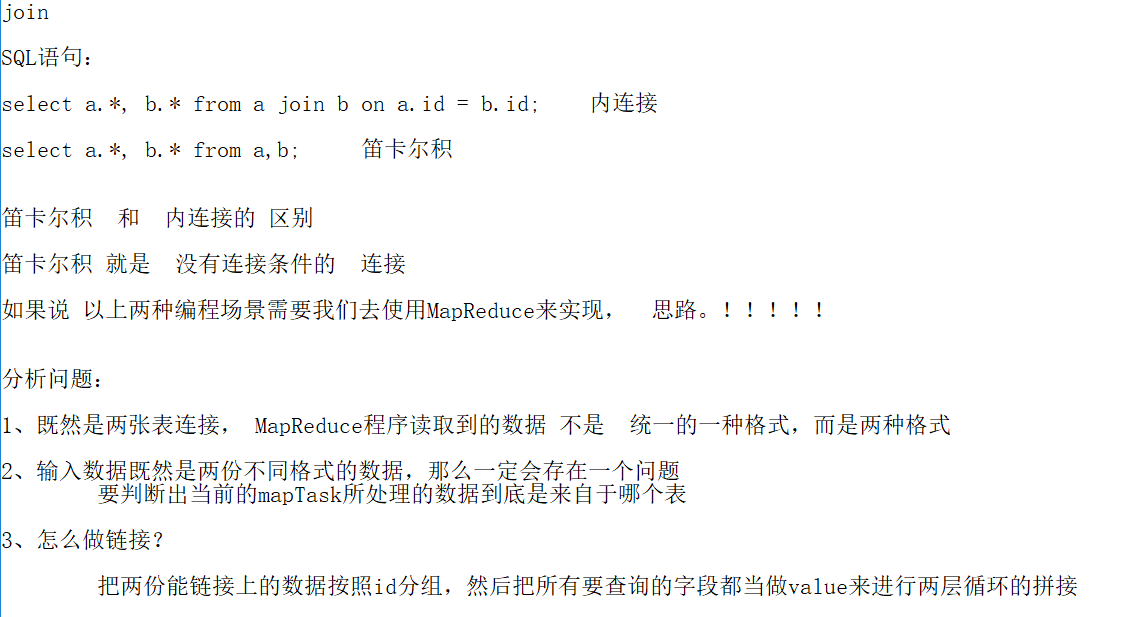 join
SQL语句：
select a.*, b.* from a join b on a.id = b.id;    内连接
select a.*, b.* from a,b;    笛卡尔积
笛卡尔积  和  内连接的 区别
笛卡尔积 就是  没有连接条件的  连接
如果说 以上两种编程场景需要我们去使用MapReduce来实现，  思路。！！！！！
分析问题：
1、既然是两张表连接， MapReduce程序读取到的数据 不是  统一的一种格式，而是两种格式
2、输入数据既然是两份不同格式的数据，那么一定会存在一个问题
要判断出当前的mapTask所处理的数据到底是来自于哪个表
3、怎么做链接？
把两份能链接上的数据按照id分组，然后把所有要查询的字段都当做value来进行两层循环的拼接